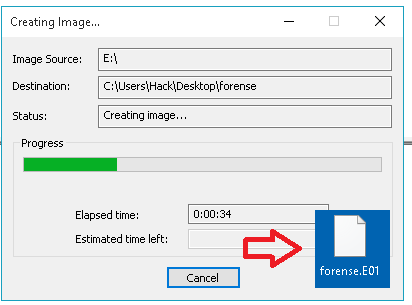 Creating Image...
Image Source: E:\
Destination: C:\Users\Hack\Desktop\forense
Status: Creating image...
Progress
Elapsed time: 0:00:34
Estimated time left:
forense.E01
Cancel